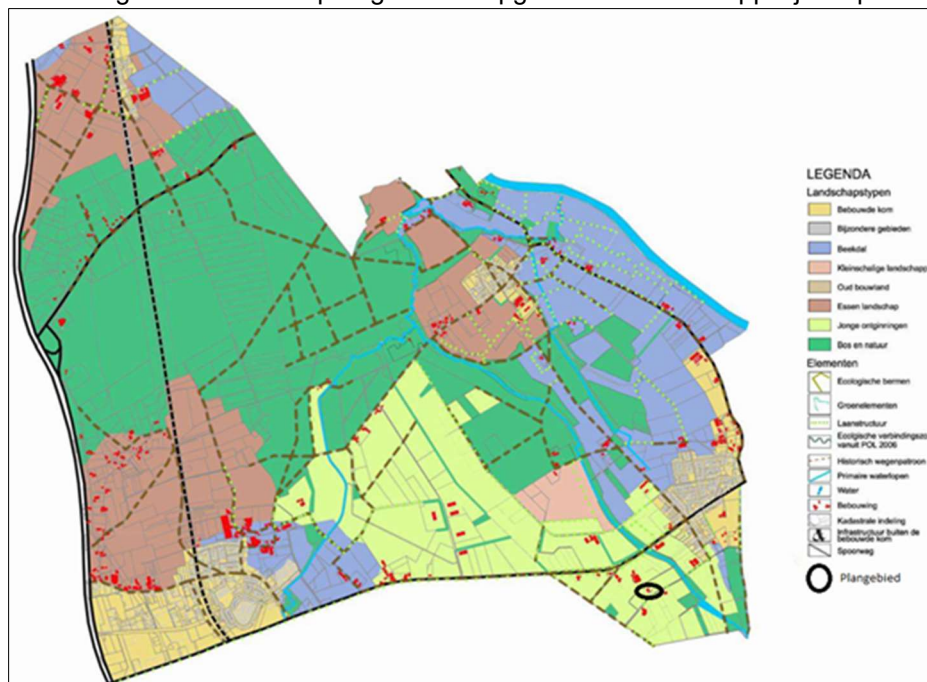 LEGENDA
Landschapstypen
Bebouwde kom
Bijzondere gebieden
Beekdal
Kleinschalige landschapp
Oud bouwland
Essen landschap
Jonge ontginningen
Bos en natuur
Elementen
Ecologische bermen
Groenelementen
Laanstructuur
Ecolgische verbindingszo
vanuit POL 2006
Historisch wegenpatroon
Primaire waterlopen
Water
Bebouwing
Kadastrale indeling
Infrastructuur buiten de
bebouwde kom
Spoorweg
Plangebied